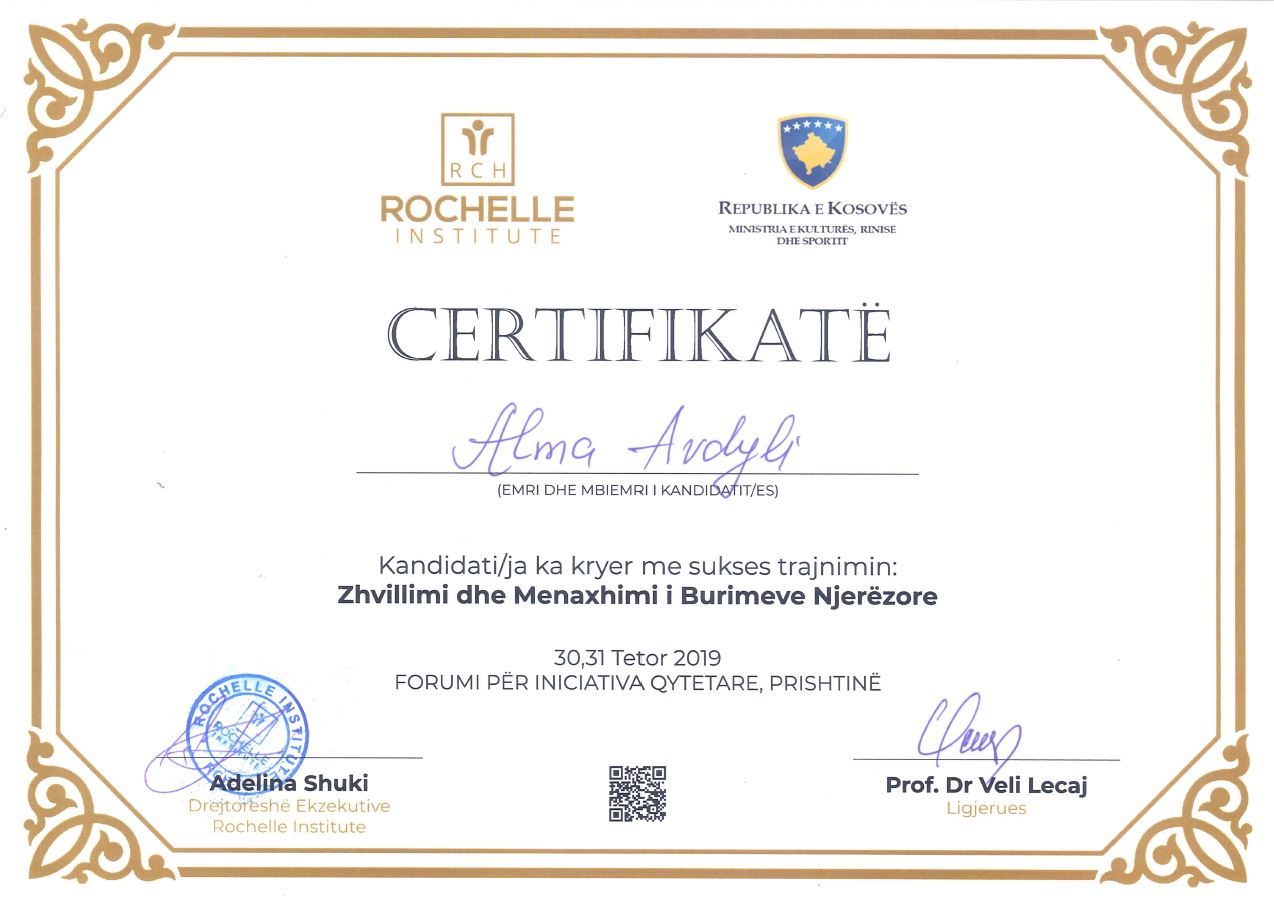 RCH
ROCHELLE
INSTITUTE
REPUBLIKA E KOSOVËS
MINISTRIA E KULTURËS, RINISË
DHE SPORTIT
CERTIFIKATË
Alma Avdyli
(EMRI DHE MBIEMRI I KANDIDATIT/ES)
Kandidati/ja ka kryer me sukses trajnimin:
Zhvillimi dhe Menaxhimi i Burimeve Njerëzore
30,31 Tetor 2019
FORUMI PËR INICIATIVA QYTETARE, PRISHTINË
ROCHELLE INSTITUTE
ROCHELLE
INSTITUTE
Adelina Shuki
Drejtoreshë Ekzekutive
Rochelle Institute
Prof. Dr Veli Lecaj
Ligjerues